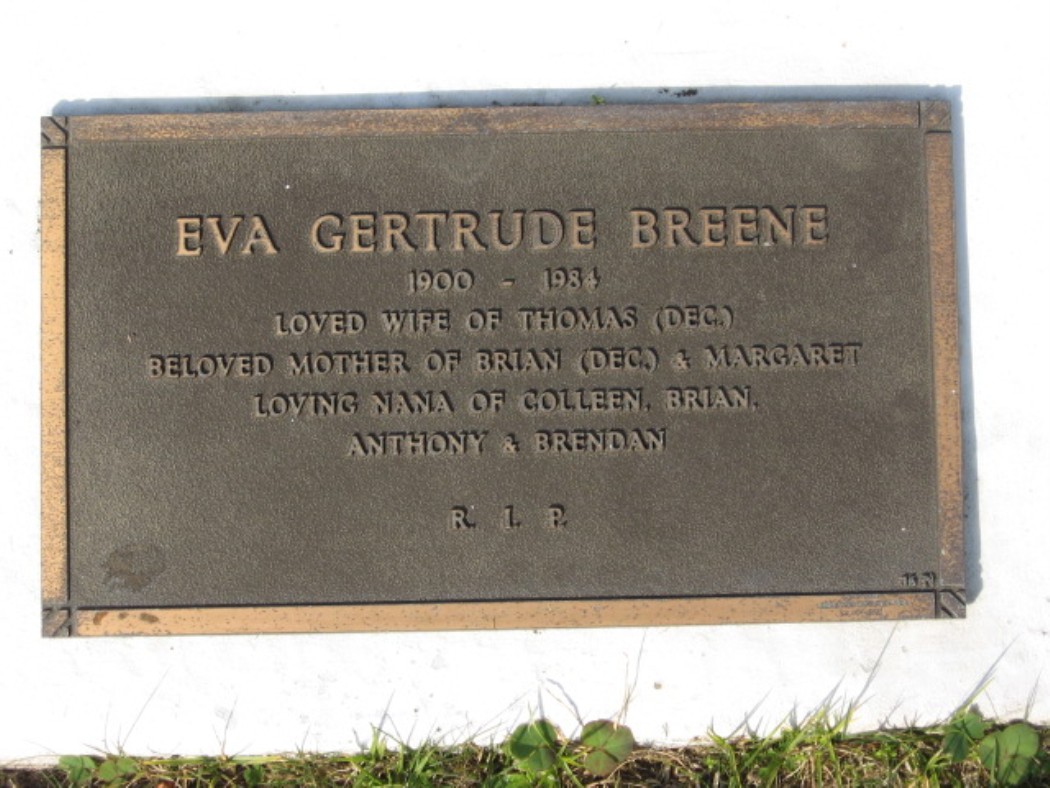 EVA GERTRUDE BREENE
1900 - 1984
LOVED WIFE OF THOMAS (DEC.)
BELOVED MOTHER OF BRIAN (DEC.) & MARGARET
LOVING NANA OF COLLEEN, BRIAN,
ANTHONY & BRENDAN
R. I. P.